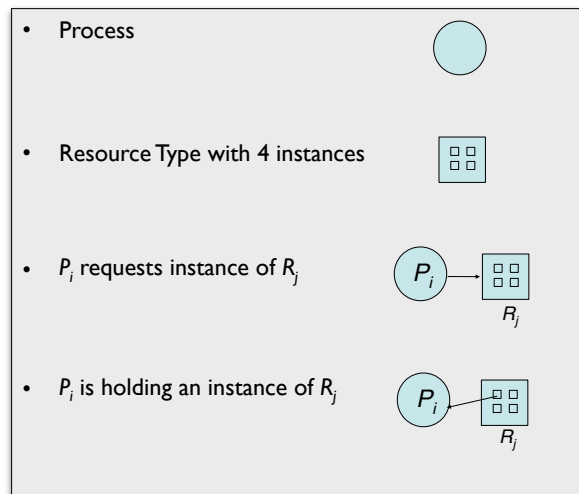 • Process
• Resource Type with 4 instances
• Pi requests instance of Rj
Pi
Rj
• Pi is holding an instance of Rj
Pi
Rj